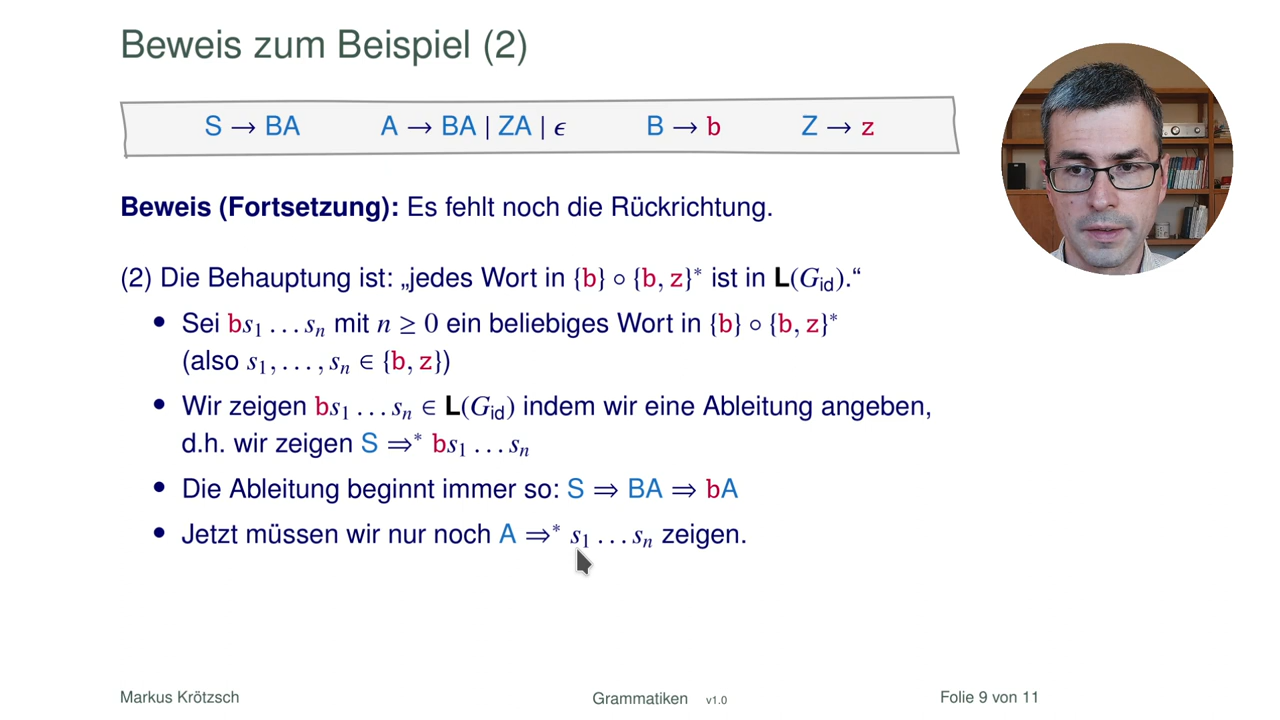 Beweis zum Beispiel (2)
S → BA A → BA | ZA | ϵ B → b Z → z
Beweis (Fortsetzung): Es fehlt noch die Rückrichtung.
(2) Die Behauptung ist: „jedes Wort in {b} ∘ {b, z}* ist in L(G_id).“
• Sei bs₁ … sₙ mit n ≥ 0 ein beliebiges Wort in {b} ∘ {b, z}*
(also s₁, … , sₙ ∈ {b, z})
• Wir zeigen bs₁ … sₙ ∈ L(G_id) indem wir eine Ableitung angeben,
d.h. wir zeigen S ⇒* bs₁ … sₙ
• Die Ableitung beginnt immer so: S ⇒ BA ⇒ bA
• Jetzt müssen wir nur noch A ⇒* s₁ … sₙ zeigen.
Markus Krötzsch Grammatiken v1.0 Folie 9 von 11